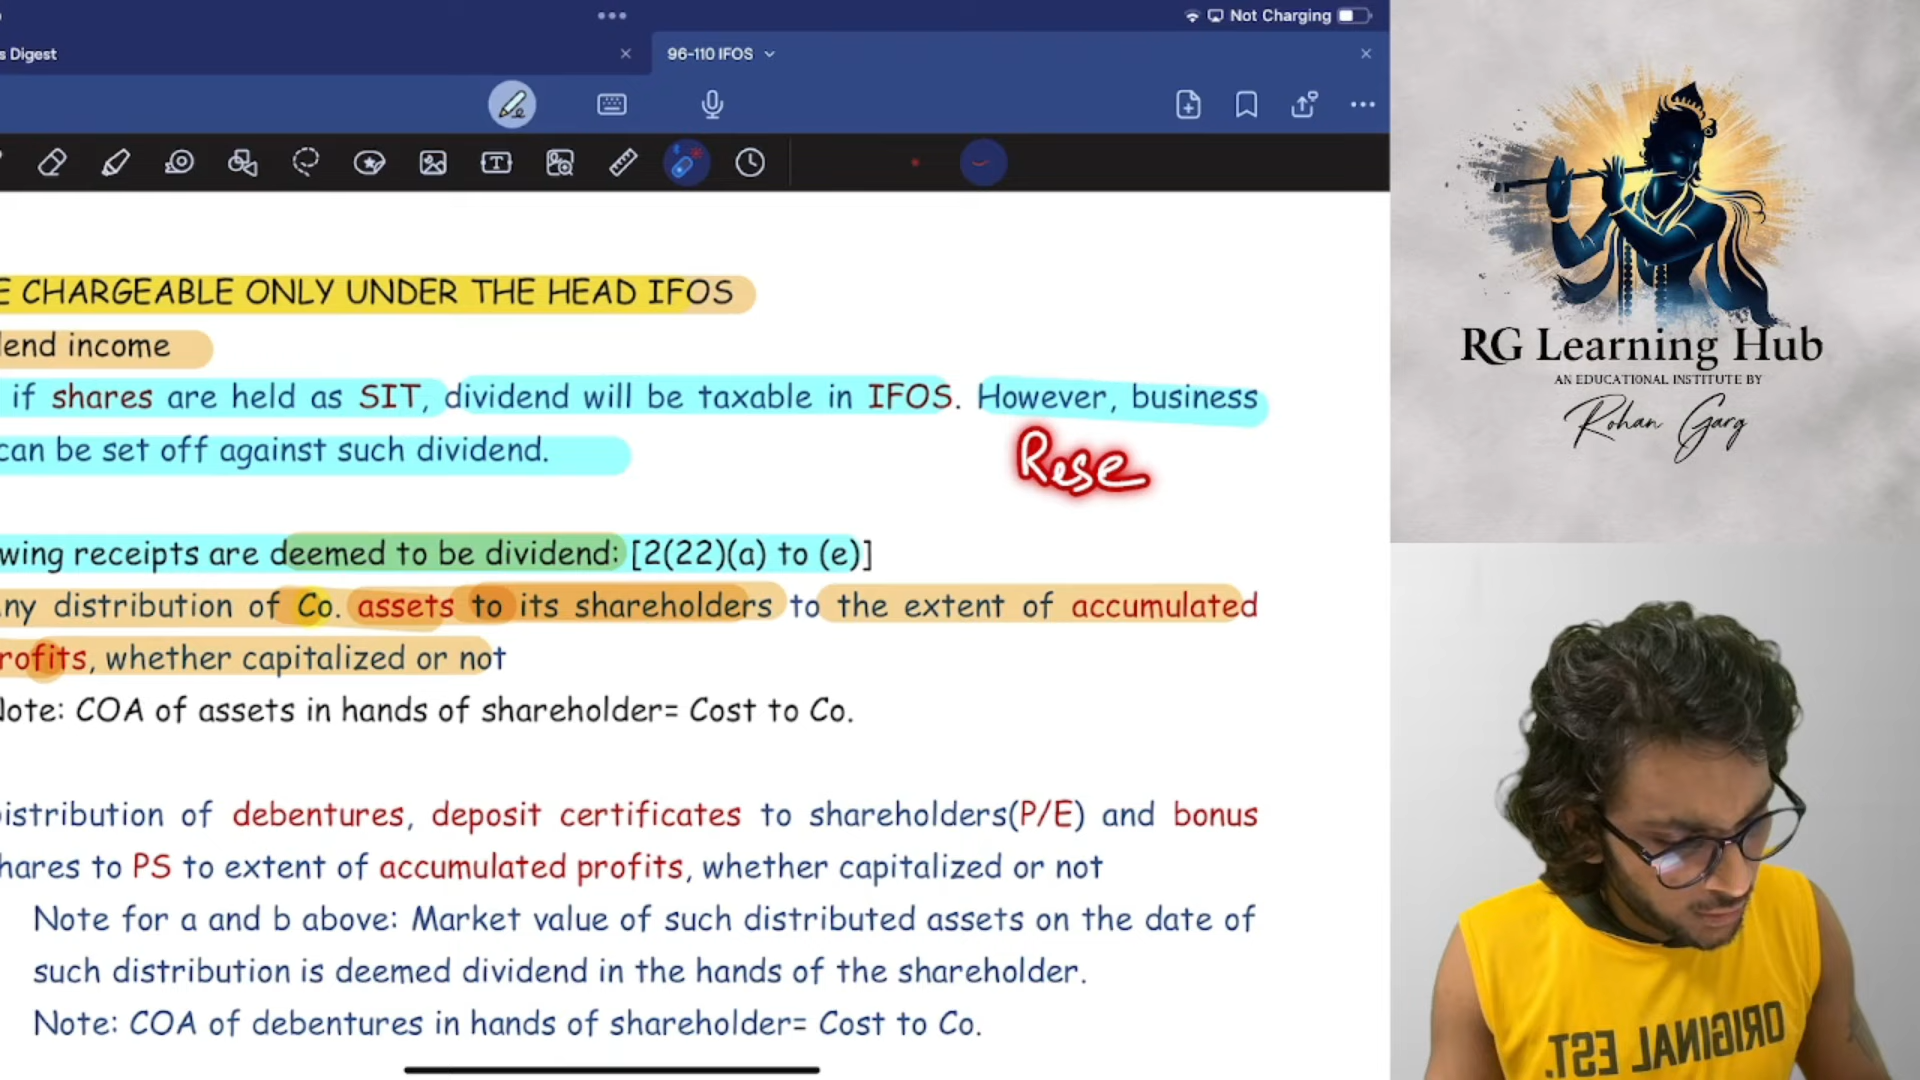 Not Charging
s Digest
96-110 IFOS
E CHARGEABLE ONLY UNDER THE HEAD IFOS
dend income
if shares are held as SIT, dividend will be taxable in IFOS. However, business
can be set off against such dividend.
Rese
wing receipts are deemed to be dividend: [2(22)(a) to (e)]
ny distribution of Co. assets to its shareholders to the extent of accumulated
rofits, whether capitalized or not
Note: COA of assets in hands of shareholder= Cost to Co.
istribution of debentures, deposit certificates to shareholders(P/E) and bonus
hares to PS to extent of accumulated profits, whether capitalized or not
Note for a and b above: Market value of such distributed assets on the date of
such distribution is deemed dividend in the hands of the shareholder.
Note: COA of debentures in hands of shareholder= Cost to Co.
RG Learning Hub
AN EDUCATIONAL INSTITUTE BY
Rohan Garg
ORIGINAL EST.